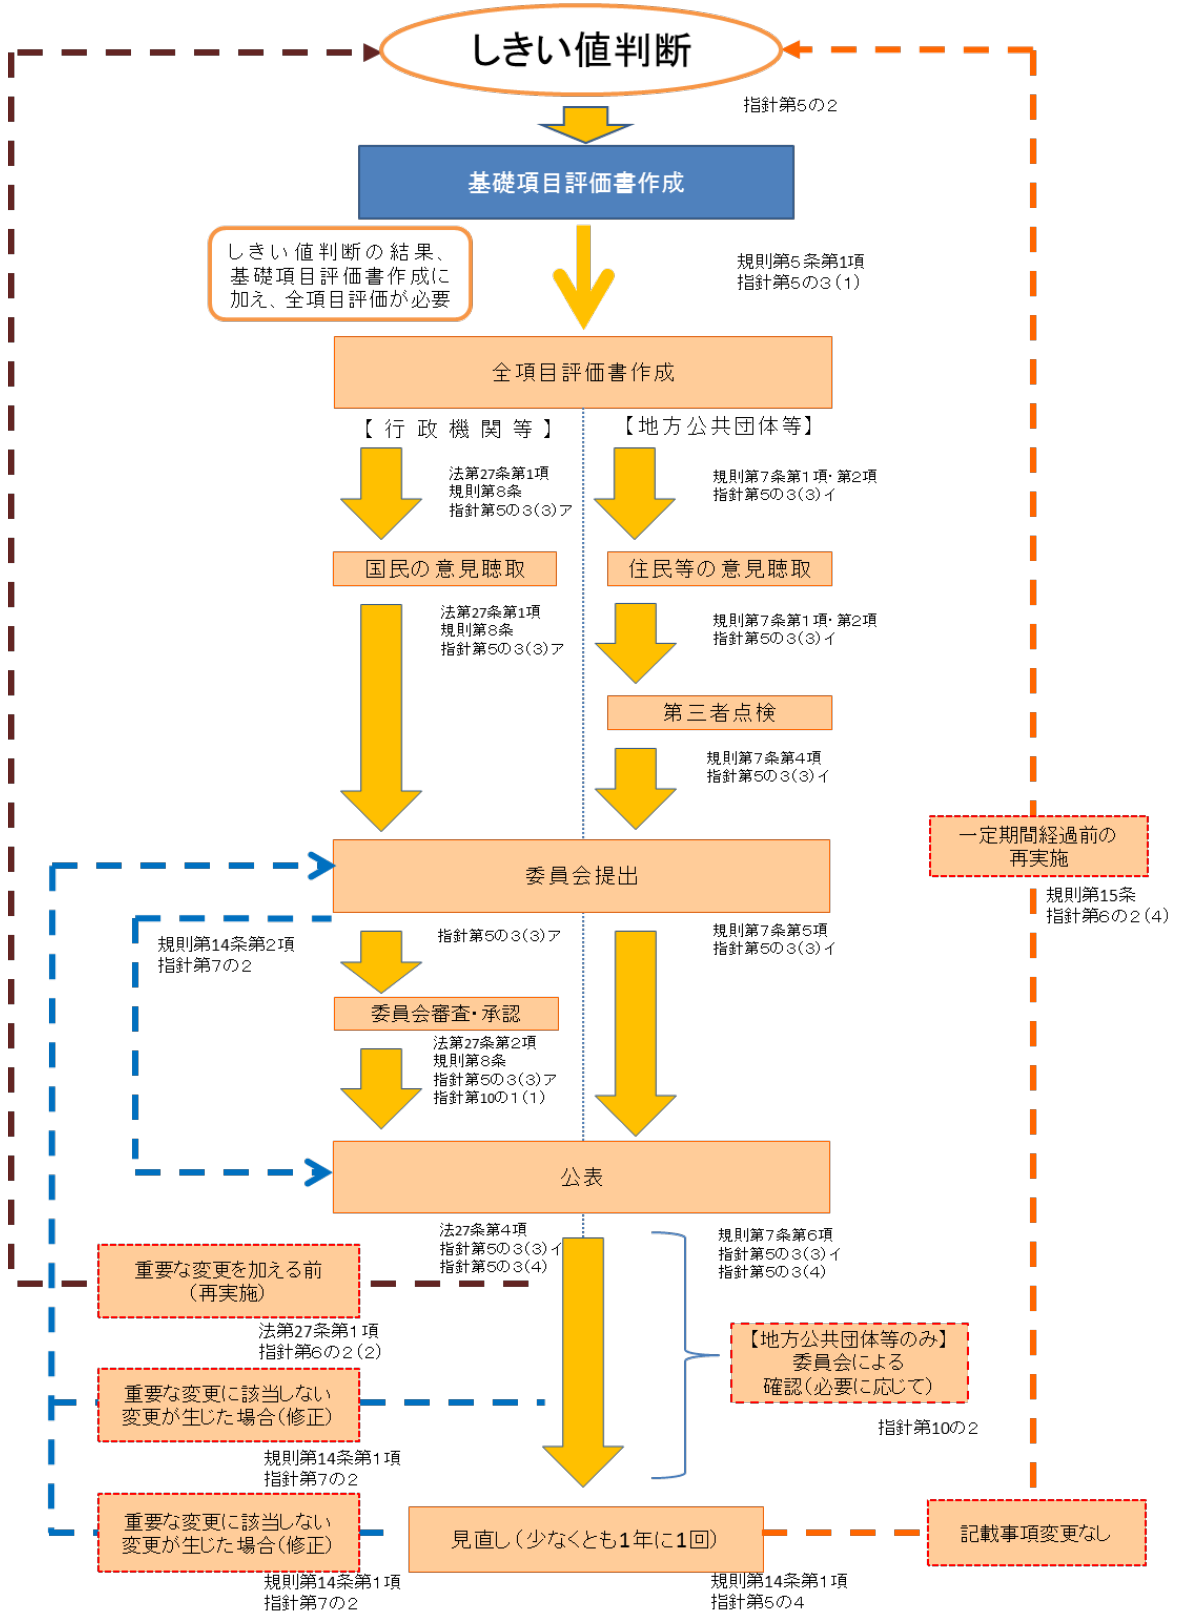 しきい値判断
指針第5の2
基礎項目評価書作成
しきい値判断の結果、
基礎項目評価書作成に
加え、全項目評価が必要
規則第5条第1項
指針第5の3(1)
全項目評価書作成
【行政機関等】
【地方公共団体等】
法第27条第1項
規則第8条
指針第5の3(3)ア
規則第7条第1項・第2項
指針第5の3(3)イ
国民の意見聴取
住民等の意見聴取
法第27条第1項
規則第8条
指針第5の3(3)ア
規則第7条第1項・第2項
指針第5の3(3)イ
第三者点検
規則第7条第4項
指針第5の3(3)イ
一定期間経過前の
再実施
規則第15条
指針第6の2(4)
委員会提出
規則第14条第2項
指針第7の2
指針第5の3(3)ア
規則第7条第5項
指針第5の3(3)イ
委員会審査・承認
法第27条第2項
規則第8条
指針第5の3(3)ア
指針第10の1(1)
公表
法27条第4項
指針第5の3(3)イ
指針第5の3(4)
規則第7条第6項
指針第5の3(3)イ
指針第5の3(4)
重要な変更を加える前
(再実施)
法第27条第1項
指針第6の2(2)
【地方公共団体等のみ】
委員会による
確認(必要に応じて)
指針第10の2
重要な変更に該当しない
変更が生じた場合(修正)
規則第14条第1項
指針第7の2
重要な変更に該当しない
変更が生じた場合(修正)
規則第14条第1項
指針第7の2
見直し(少なくとも1年に1回)
規則第14条第1項
指針第5の4
記載事項変更なし